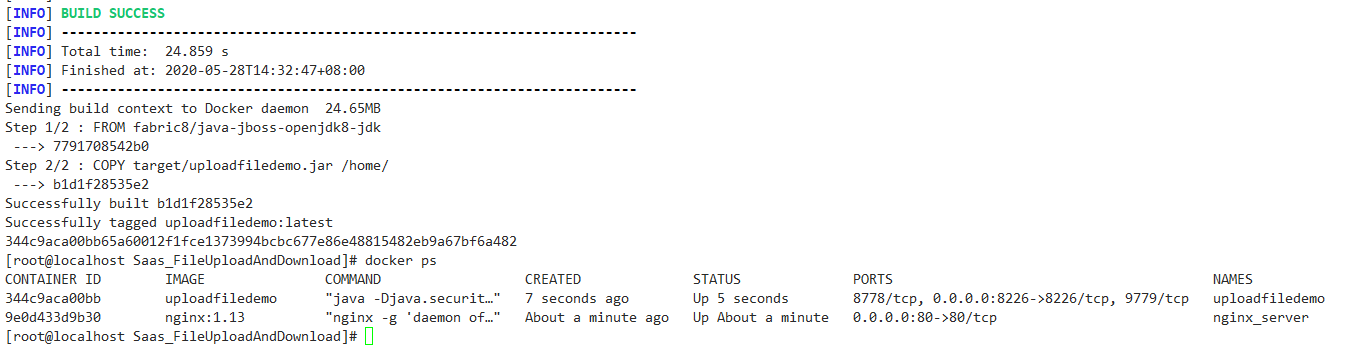 [INFO] BUILD SUCCESS
[INFO] ------------------------------------------------------------------------
[INFO] Total time:  24.859 s
[INFO] Finished at: 2020-05-28T14:32:47+08:00
[INFO] ------------------------------------------------------------------------
Sending build context to Docker daemon  24.65MB
Step 1/2 : FROM fabric8/java-jboss-openjdk8-jdk
 ---> 7791708542b0
Step 2/2 : COPY target/uploadfiledemo.jar /home/
 ---> b1d1f28535e2
Successfully built b1d1f28535e2
Successfully tagged uploadfiledemo:latest
344c9aca00bb65a60012f1fce1373994bcbc677e86e48815482eb9a67bf6a482
[root@localhost Saas_FileUploadAndDownload]# docker ps
CONTAINER ID        IMAGE               COMMAND                  CREATED              STATUS              PORTS                                        NAMES
344c9aca00bb        uploadfiledemo      "java -Djava.securit…"   7 seconds ago        Up 5 seconds        8778/tcp, 0.0.0.0:8226->8226/tcp, 9779/tcp   uploadfiledemo
9e0d433d9b30        nginx:1.13          "nginx -g 'daemon of…"   About a minute ago   Up About a minute   0.0.0.0:80->80/tcp                           nginx_server
[root@localhost Saas_FileUploadAndDownload]#